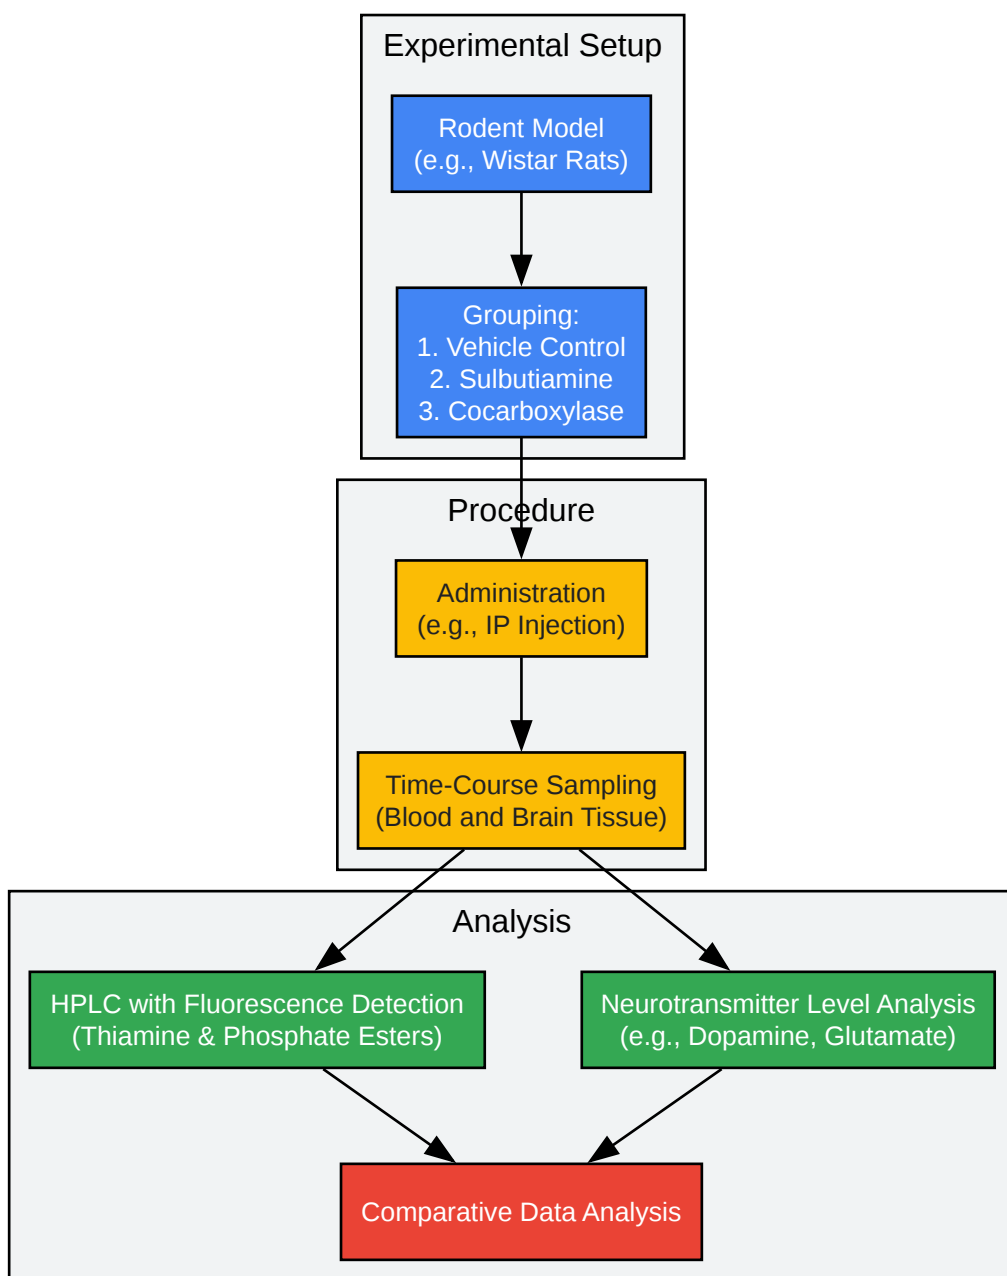 Experimental Setup
Rodent Model
(e.g., Wistar Rats)
Grouping:
1. Vehicle Control
2. Sulbutiamine
3. Cocarboxylase
Procedure
Administration
(e.g., IP Injection)
Time-Course Sampling
(Blood and Brain Tissue)
Analysis
HPLC with Fluorescence Detection
(Thiamine & Phosphate Esters)
Neurotransmitter Level Analysis
(e.g., Dopamine, Glutamate)
Comparative Data Analysis